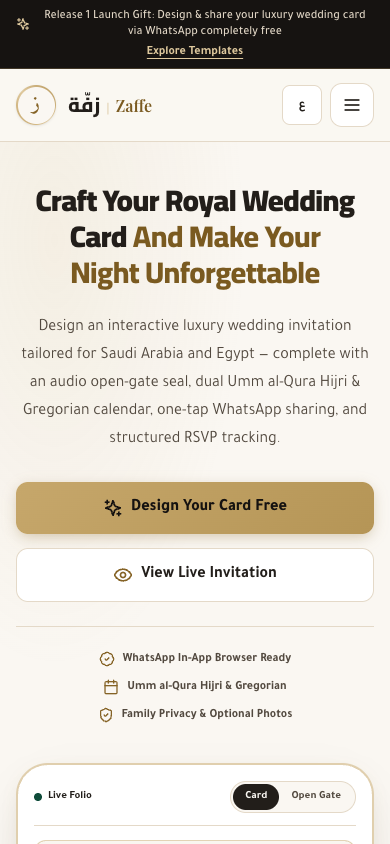 Release 1 Launch Gift: Design & share your luxury wedding card
via WhatsApp completely free
Explore Templates
ز زفّة | Zaffe
ع
Craft Your Royal Wedding
Card And Make Your
Night Unforgettable
Design an interactive luxury wedding invitation
tailored for Saudi Arabia and Egypt — complete with
an audio open-gate seal, dual Umm al-Qura Hijri &
Gregorian calendar, one-tap WhatsApp sharing, and
structured RSVP tracking.
Design Your Card Free
View Live Invitation
WhatsApp In-App Browser Ready
Umm al-Qura Hijri & Gregorian
Family Privacy & Optional Photos
Live Folio
Card Open Gate